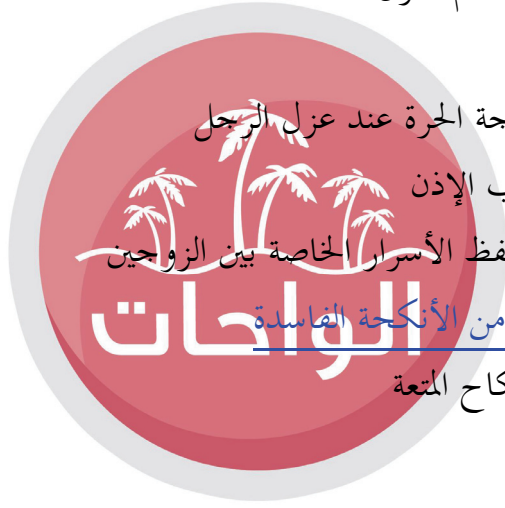 جة الحرة عند عزل الرجل
ب الإذن
فظ الأسرار الخاصة بين الزوجين
من الأنكحة الفاسدة
كاح المتعة
الواحات